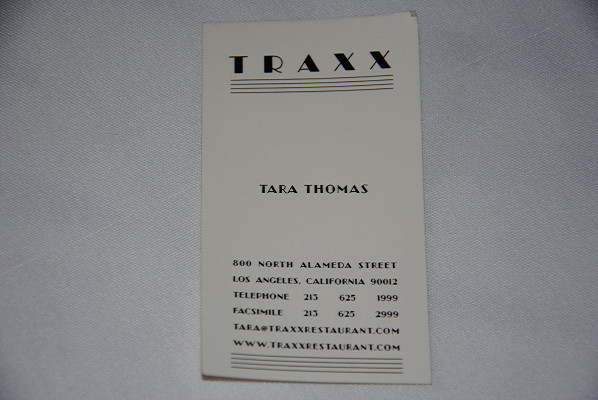 TRAXX
TARA THOMAS
800 NORTH ALAMEDA STREET
LOS ANGELES, CALIFORNIA 90012
TELEPHONE 213 625 1999
FACSIMILE 213 625 2999
TARA@TRAXXRESTAURANT.COM
WWW.TRAXXRESTAURANT.COM